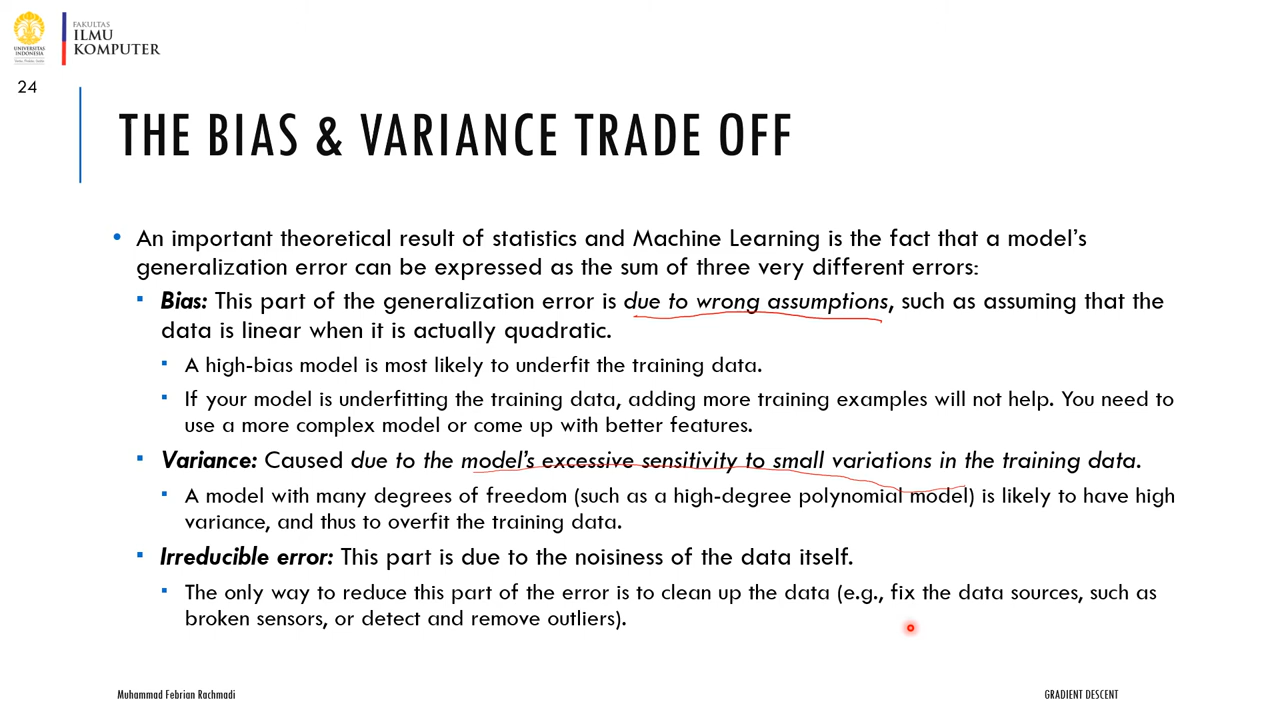 UNIVERSITAS
INDONESIA
FAKULTAS
ILMU
KOMPUTER
24
THE BIAS & VARIANCE TRADE OFF
• An important theoretical result of statistics and Machine Learning is the fact that a model’s
generalization error can be expressed as the sum of three very different errors:
▪ Bias: This part of the generalization error is due to wrong assumptions, such as assuming that the
data is linear when it is actually quadratic.
▪ A high-bias model is most likely to underfit the training data.
▪ If your model is underfitting the training data, adding more training examples will not help. You need to
use a more complex model or come up with better features.
▪ Variance: Caused due to the model’s excessive sensitivity to small variations in the training data.
▪ A model with many degrees of freedom (such as a high-degree polynomial model) is likely to have high
variance, and thus to overfit the training data.
▪ Irreducible error: This part is due to the noisiness of the data itself.
▪ The only way to reduce this part of the error is to clean up the data (e.g., fix the data sources, such as
broken sensors, or detect and remove outliers).
Muhammad Febrian Rachmadi
GRADIENT DESCENT